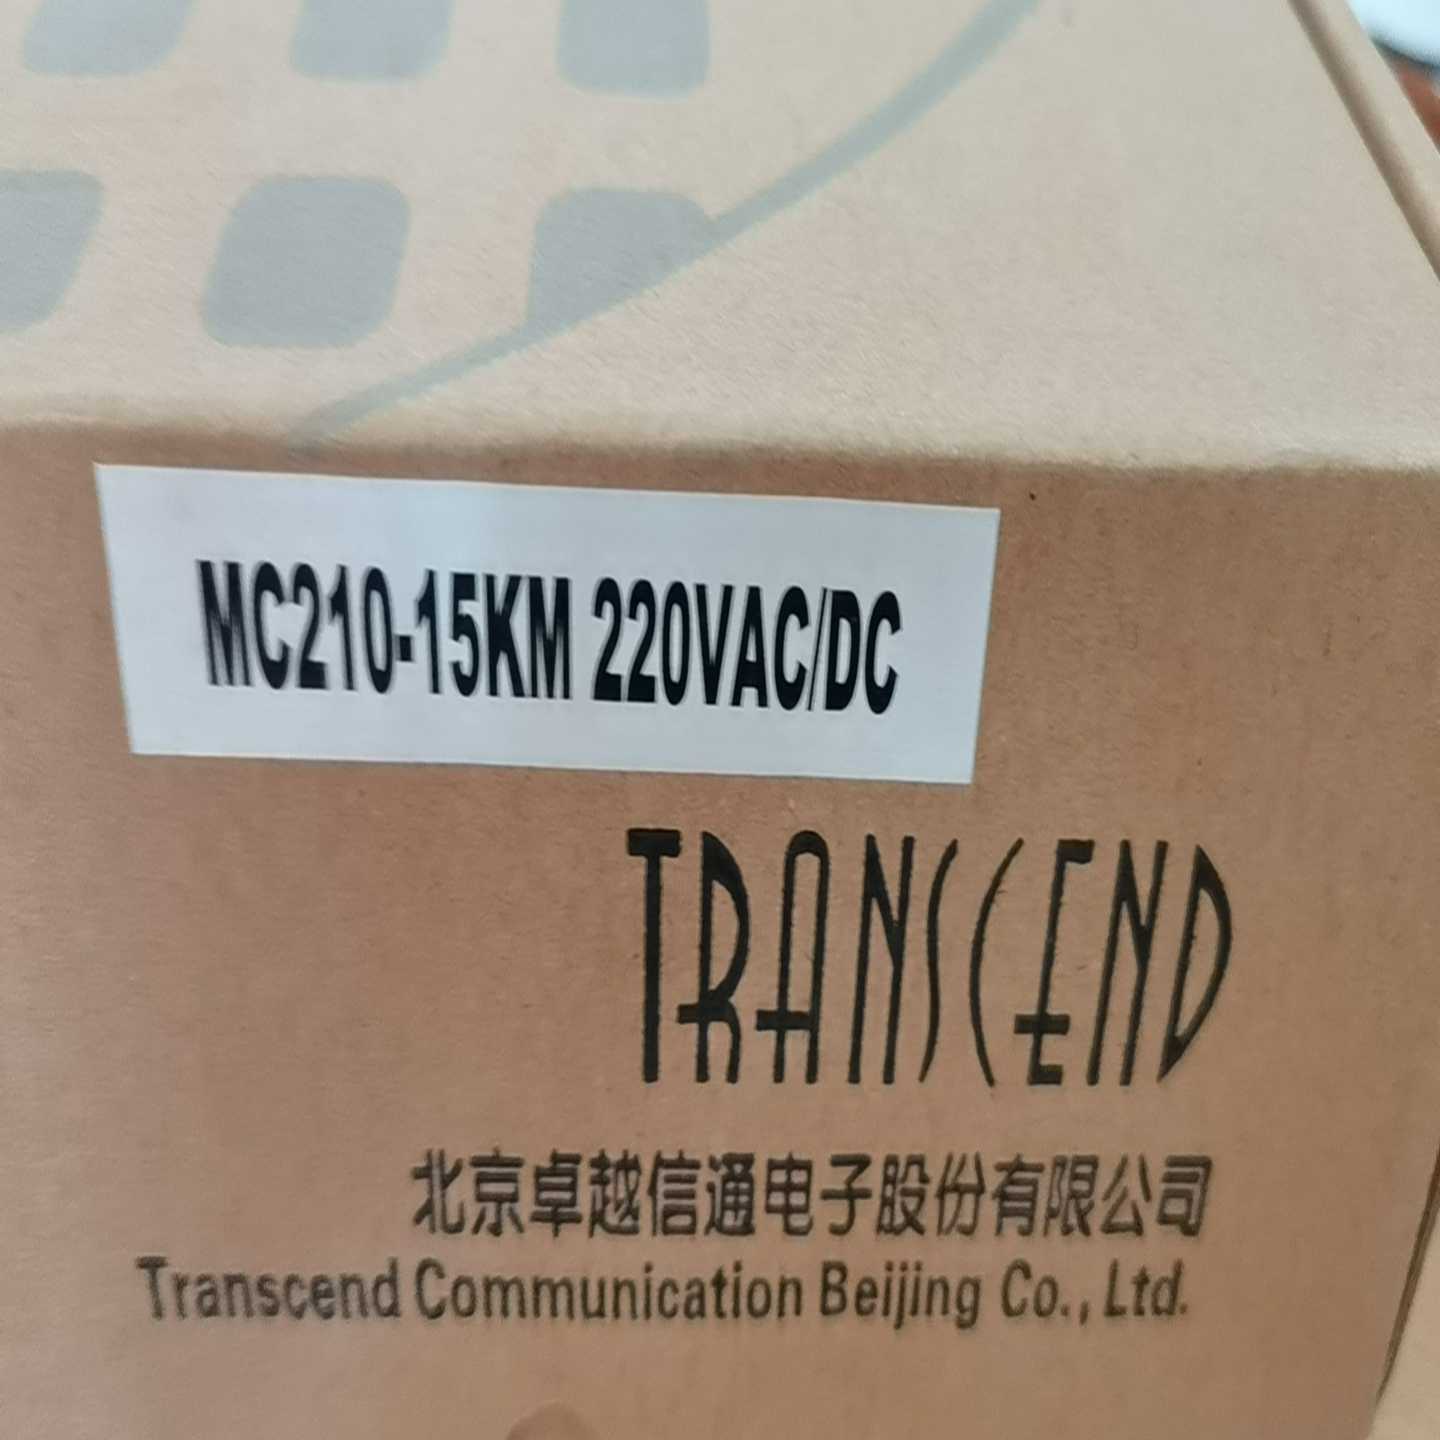 MC210-15KM 220VAC/DC
TRANSCEND
北京卓越信通电子股份有限公司
Transcend Communication Beijing Co., Ltd.